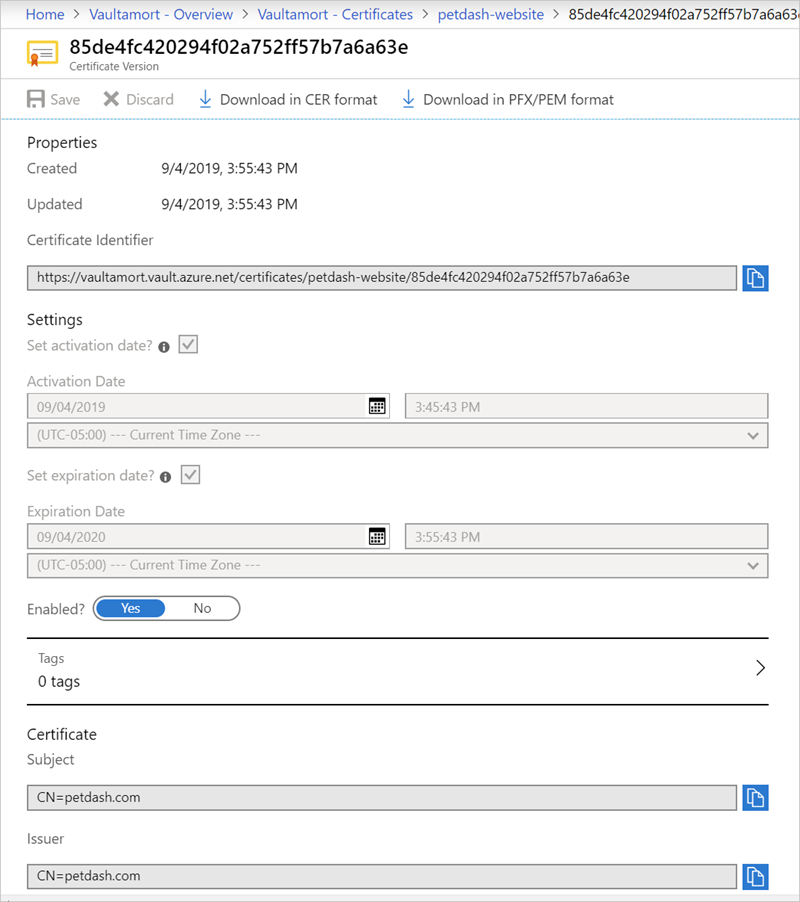 Home > Vaultamort - Overview > Vaultamort - Certificates > petdash-website > 85de4fc420294f02a752ff57b7a6a63
85de4fc420294f02a752ff57b7a6a63e
Certificate Version
Save Discard Download in CER format Download in PFX/PEM format
Properties
Created 9/4/2019, 3:55:43 PM
Updated 9/4/2019, 3:55:43 PM
Certificate Identifier
https://vaultamort.vault.azure.net/certificates/petdash-website/85de4fc420294f02a752ff57b7a6a63e
Settings
Set activation date?
Activation Date
09/04/2019 3:45:43 PM
(UTC-05:00) --- Current Time Zone ---
Set expiration date?
Expiration Date
09/04/2020 3:55:43 PM
(UTC-05:00) --- Current Time Zone ---
Enabled? Yes No
Tags
0 tags
Certificate
Subject
CN=petdash.com
Issuer
CN=petdash.com